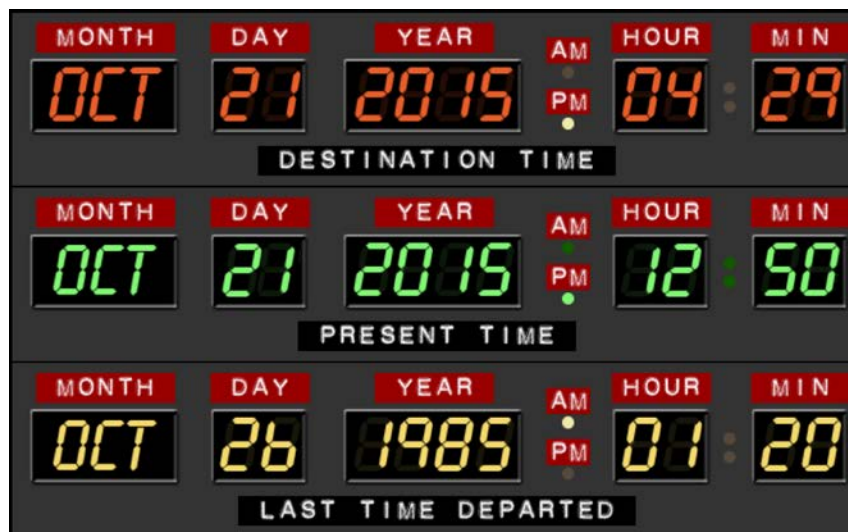 MONTH DAY YEAR AM HOUR MIN
OCT 21 2015 PM 04 : 29
DESTINATION TIME
MONTH DAY YEAR AM HOUR MIN
OCT 21 2015 PM 12 : 50
PRESENT TIME
MONTH DAY YEAR AM HOUR MIN
OCT 26 1985 PM 01 : 20
LAST TIME DEPARTED